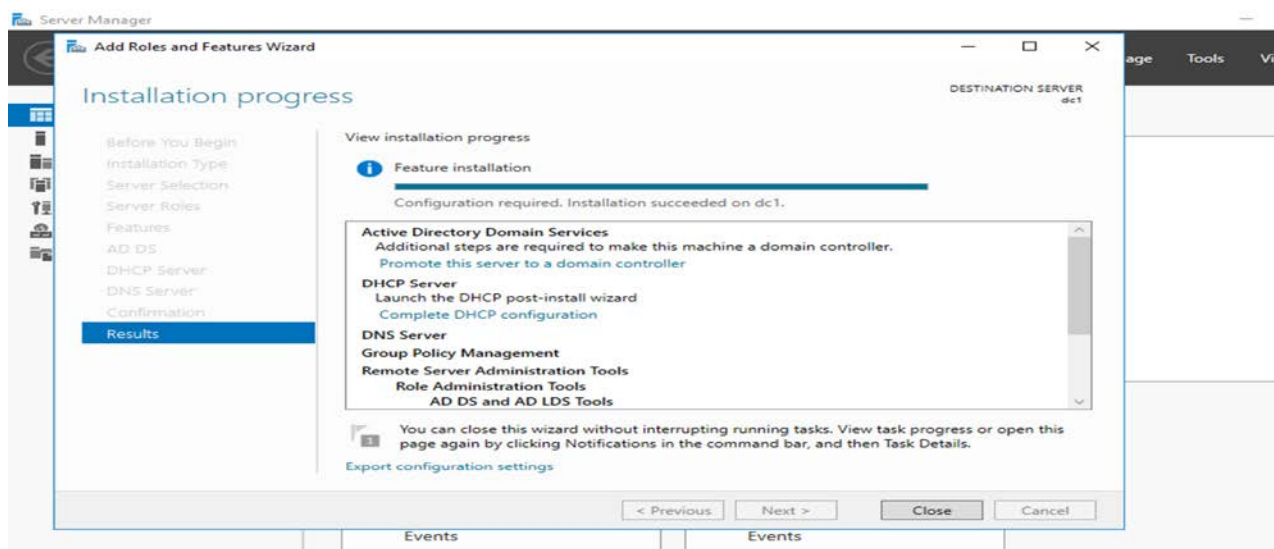 Server Manager
Add Roles and Features Wizard
age Tools Vi
Installation progress
DESTINATION SERVER
dc1
Before You Begin
Installation Type
Server Selection
Server Roles
Features
AD DS
DHCP Server
DNS Server
Confirmation
Results
View installation progress
Feature installation
Configuration required. Installation succeeded on dc1.
Active Directory Domain Services
Additional steps are required to make this machine a domain controller.
Promote this server to a domain controller
DHCP Server
Launch the DHCP post-install wizard
Complete DHCP configuration
DNS Server
Group Policy Management
Remote Server Administration Tools
Role Administration Tools
AD DS and AD LDS Tools
1
You can close this wizard without interrupting running tasks. View task progress or open this
page again by clicking Notifications in the command bar, and then Task Details.
Export configuration settings
< Previous Next > Close Cancel
Events Events